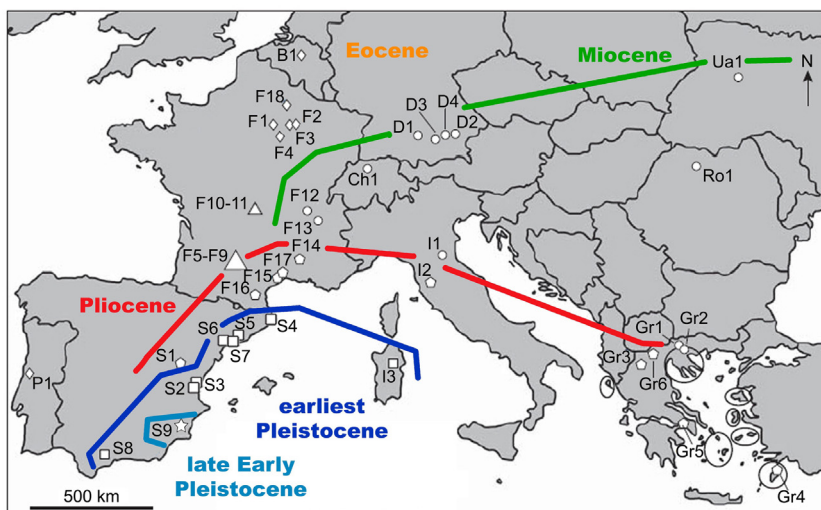 Eocene
Miocene
B1
Ua1
N
F18
F1
F2
F3
F4
D3
D4
D1
D2
Ch1
Ro1
F10-11
F12
F13
F5-F9
F14
F17
F15
F16
I1
I2
Pliocene
S5
S6
S4
S7
S1
Gr1
Gr2
Gr3
Gr6
P1
S2
S3
I3
earliest
Pleistocene
S9
S8
late Early
Pleistocene
Gr5
Gr4
500 km